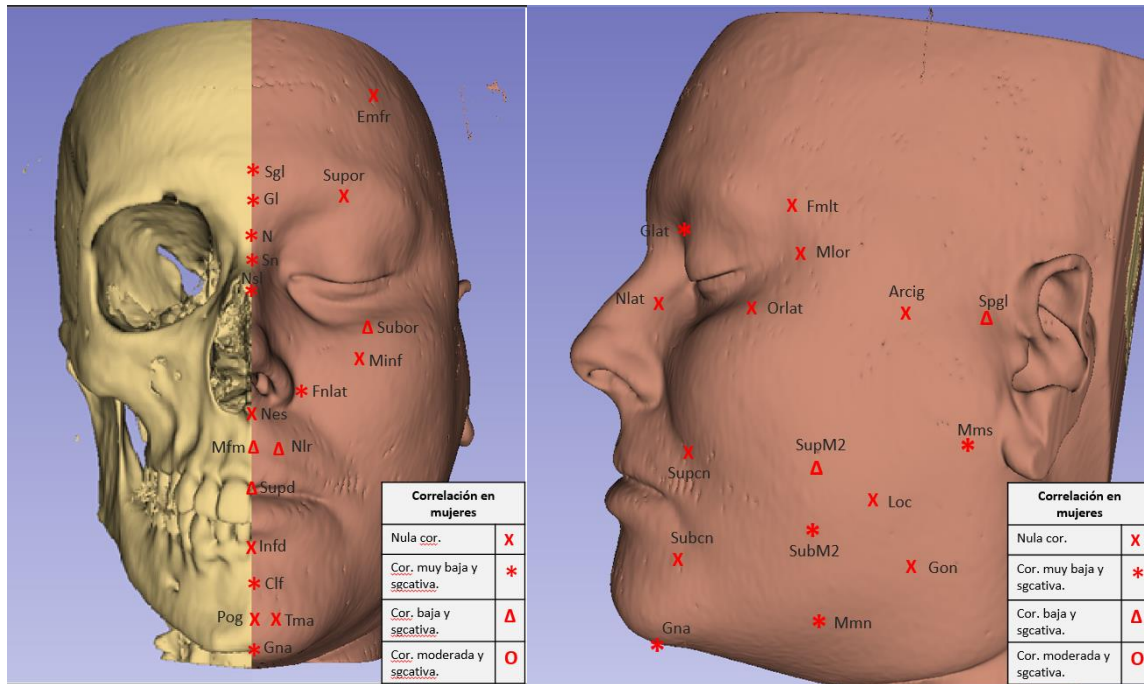 Emfr
Sgl
Supor
X
Gl
N
Sn
Nsl
Subor
X Minf
Fnlat
X Nes
Mfm Nlr
Supd
X Infd
Clf
Pog X X Tma
Gna
Correlación en
mujeres
Nula cor. X
Cor. muy baja y
sgcativa. *
Cor. baja y
sgcativa. Δ
Cor. moderada y
sgcativa. O
X Fmlt
Glat *
X Mlor
Nlat X
X Orlat
Arcig
X
Spgl
Δ
Mms
*
Supcn
X
SupM2
Δ
X Loc
SubM2
*
Subcn
X
X Gon
Gna
*
* Mmn
Correlación en
mujeres
Nula cor. X
Cor. muy baja y
sgcativa. *
Cor. baja y
sgcativa. Δ
Cor. moderada y
sgcativa. O